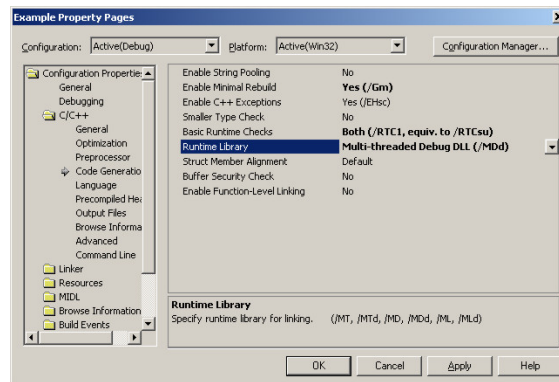 Example Property Pages
Configuration: Active(Debug) Platform: Active(Win32) Configuration Manager...
Configuration Propertie
General
Debugging
C/C++
General
Optimization
Preprocessor
Code Generatio
Language
Precompiled Hea
Output Files
Browse Informa
Advanced
Command Line
Linker
Resources
MIDL
Browse Information
Build Events
Enable String Pooling No
Enable Minimal Rebuild Yes (/Gm)
Enable C++ Exceptions Yes (/EHsc)
Smaller Type Check No
Basic Runtime Checks Both (/RTC1, equiv. to /RTCsu)
Runtime Library Multi-threaded Debug DLL (/MDd)
Struct Member Alignment Default
Buffer Security Check No
Enable Function-Level Linking No
Runtime Library
Specify runtime library for linking. (/MT, /MTd, /MD, /MDd, /ML, /MLd)
OK Cancel Apply Help